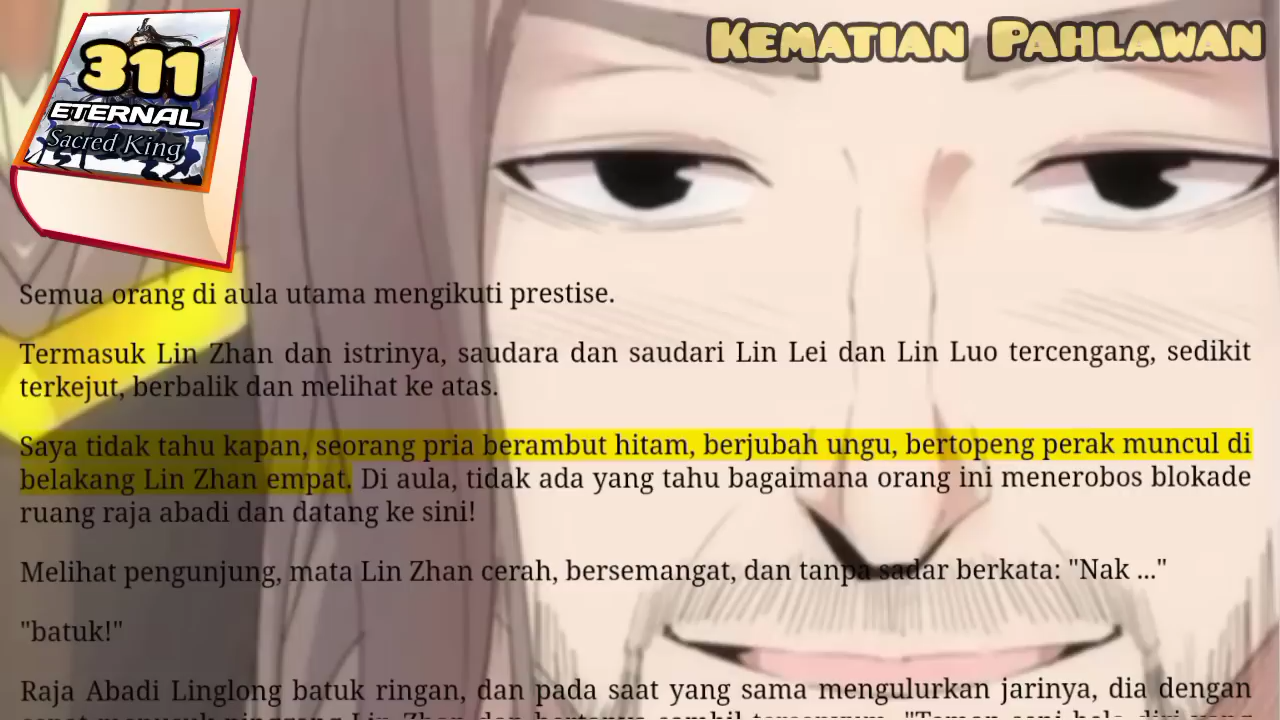 311
ETERNAL
Sacred King
KEMATIAN PAHLAWAN
Semua orang di aula utama mengikuti prestise.
Termasuk Lin Zhan dan istrinya, saudara dan saudari Lin Lei dan Lin Luo tercengang, sedikit
terkejut, berbalik dan melihat ke atas.
Saya tidak tahu kapan, seorang pria berambut hitam, berjubah ungu, bertopeng perak muncul di
belakang Lin Zhan empat. Di aula, tidak ada yang tahu bagaimana orang ini menerobos blokade
ruang raja abadi dan datang ke sini!
Melihat pengunjung, mata Lin Zhan cerah, bersemangat, dan tanpa sadar berkata: "Nak ..."
"batuk!"
Raja Abadi Linglong batuk ringan, dan pada saat yang sama mengulurkan jarinya, dia dengan